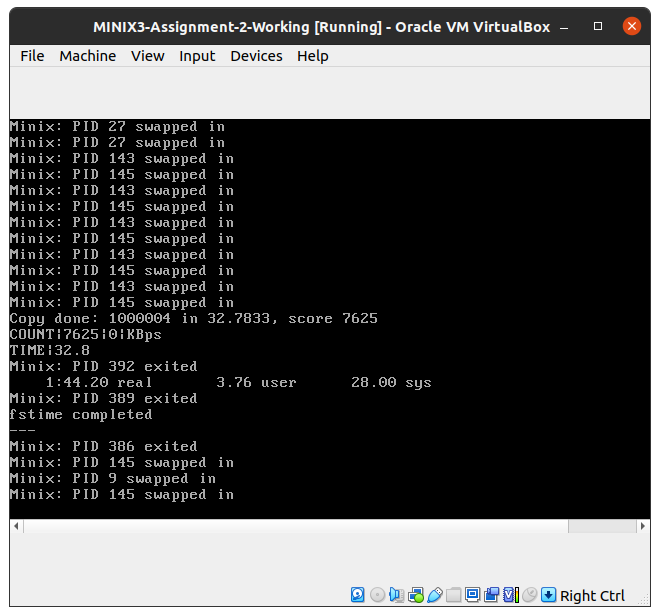 MINIX3-Assignment-2-Working [Running] - Oracle VM VirtualBox
File Machine View Input Devices Help
Minix: PID 27 swapped in
Minix: PID 27 swapped in
Minix: PID 143 swapped in
Minix: PID 145 swapped in
Minix: PID 143 swapped in
Minix: PID 145 swapped in
Minix: PID 143 swapped in
Minix: PID 145 swapped in
Minix: PID 143 swapped in
Minix: PID 145 swapped in
Minix: PID 143 swapped in
Minix: PID 145 swapped in
Copy done: 1000004 in 32.7833, score 7625
COUNT|7625|0|KBps
TIME|32.8
Minix: PID 392 exited
1:44.20 real 3.76 user 28.00 sys
Minix: PID 389 exited
fstime completed
---
Minix: PID 386 exited
Minix: PID 145 swapped in
Minix: PID 9 swapped in
Minix: PID 145 swapped in
Right Ctrl